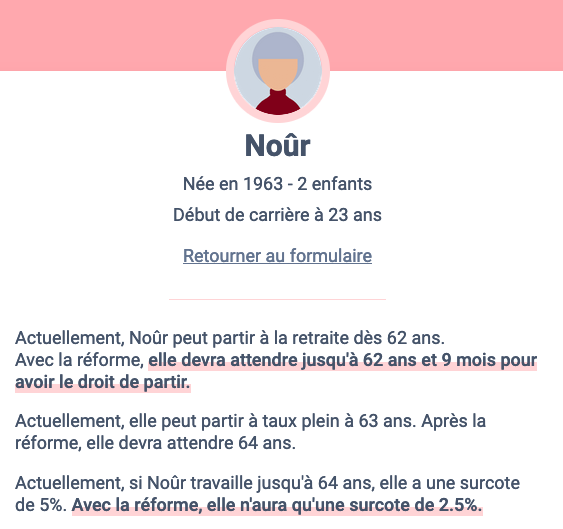 Noûr
Née en 1963 - 2 enfants
Début de carrière à 23 ans
Retourner au formulaire
Actuellement, Noûr peut partir à la retraite dès 62 ans.
Avec la réforme, elle devra attendre jusqu'à 62 ans et 9 mois pour
avoir le droit de partir.
Actuellement, elle peut partir à taux plein à 63 ans. Après la
réforme, elle devra attendre 64 ans.
Actuellement, si Noûr travaille jusqu'à 64 ans, elle a une surcote
de 5%. Avec la réforme, elle n'aura qu'une surcote de 2.5%.